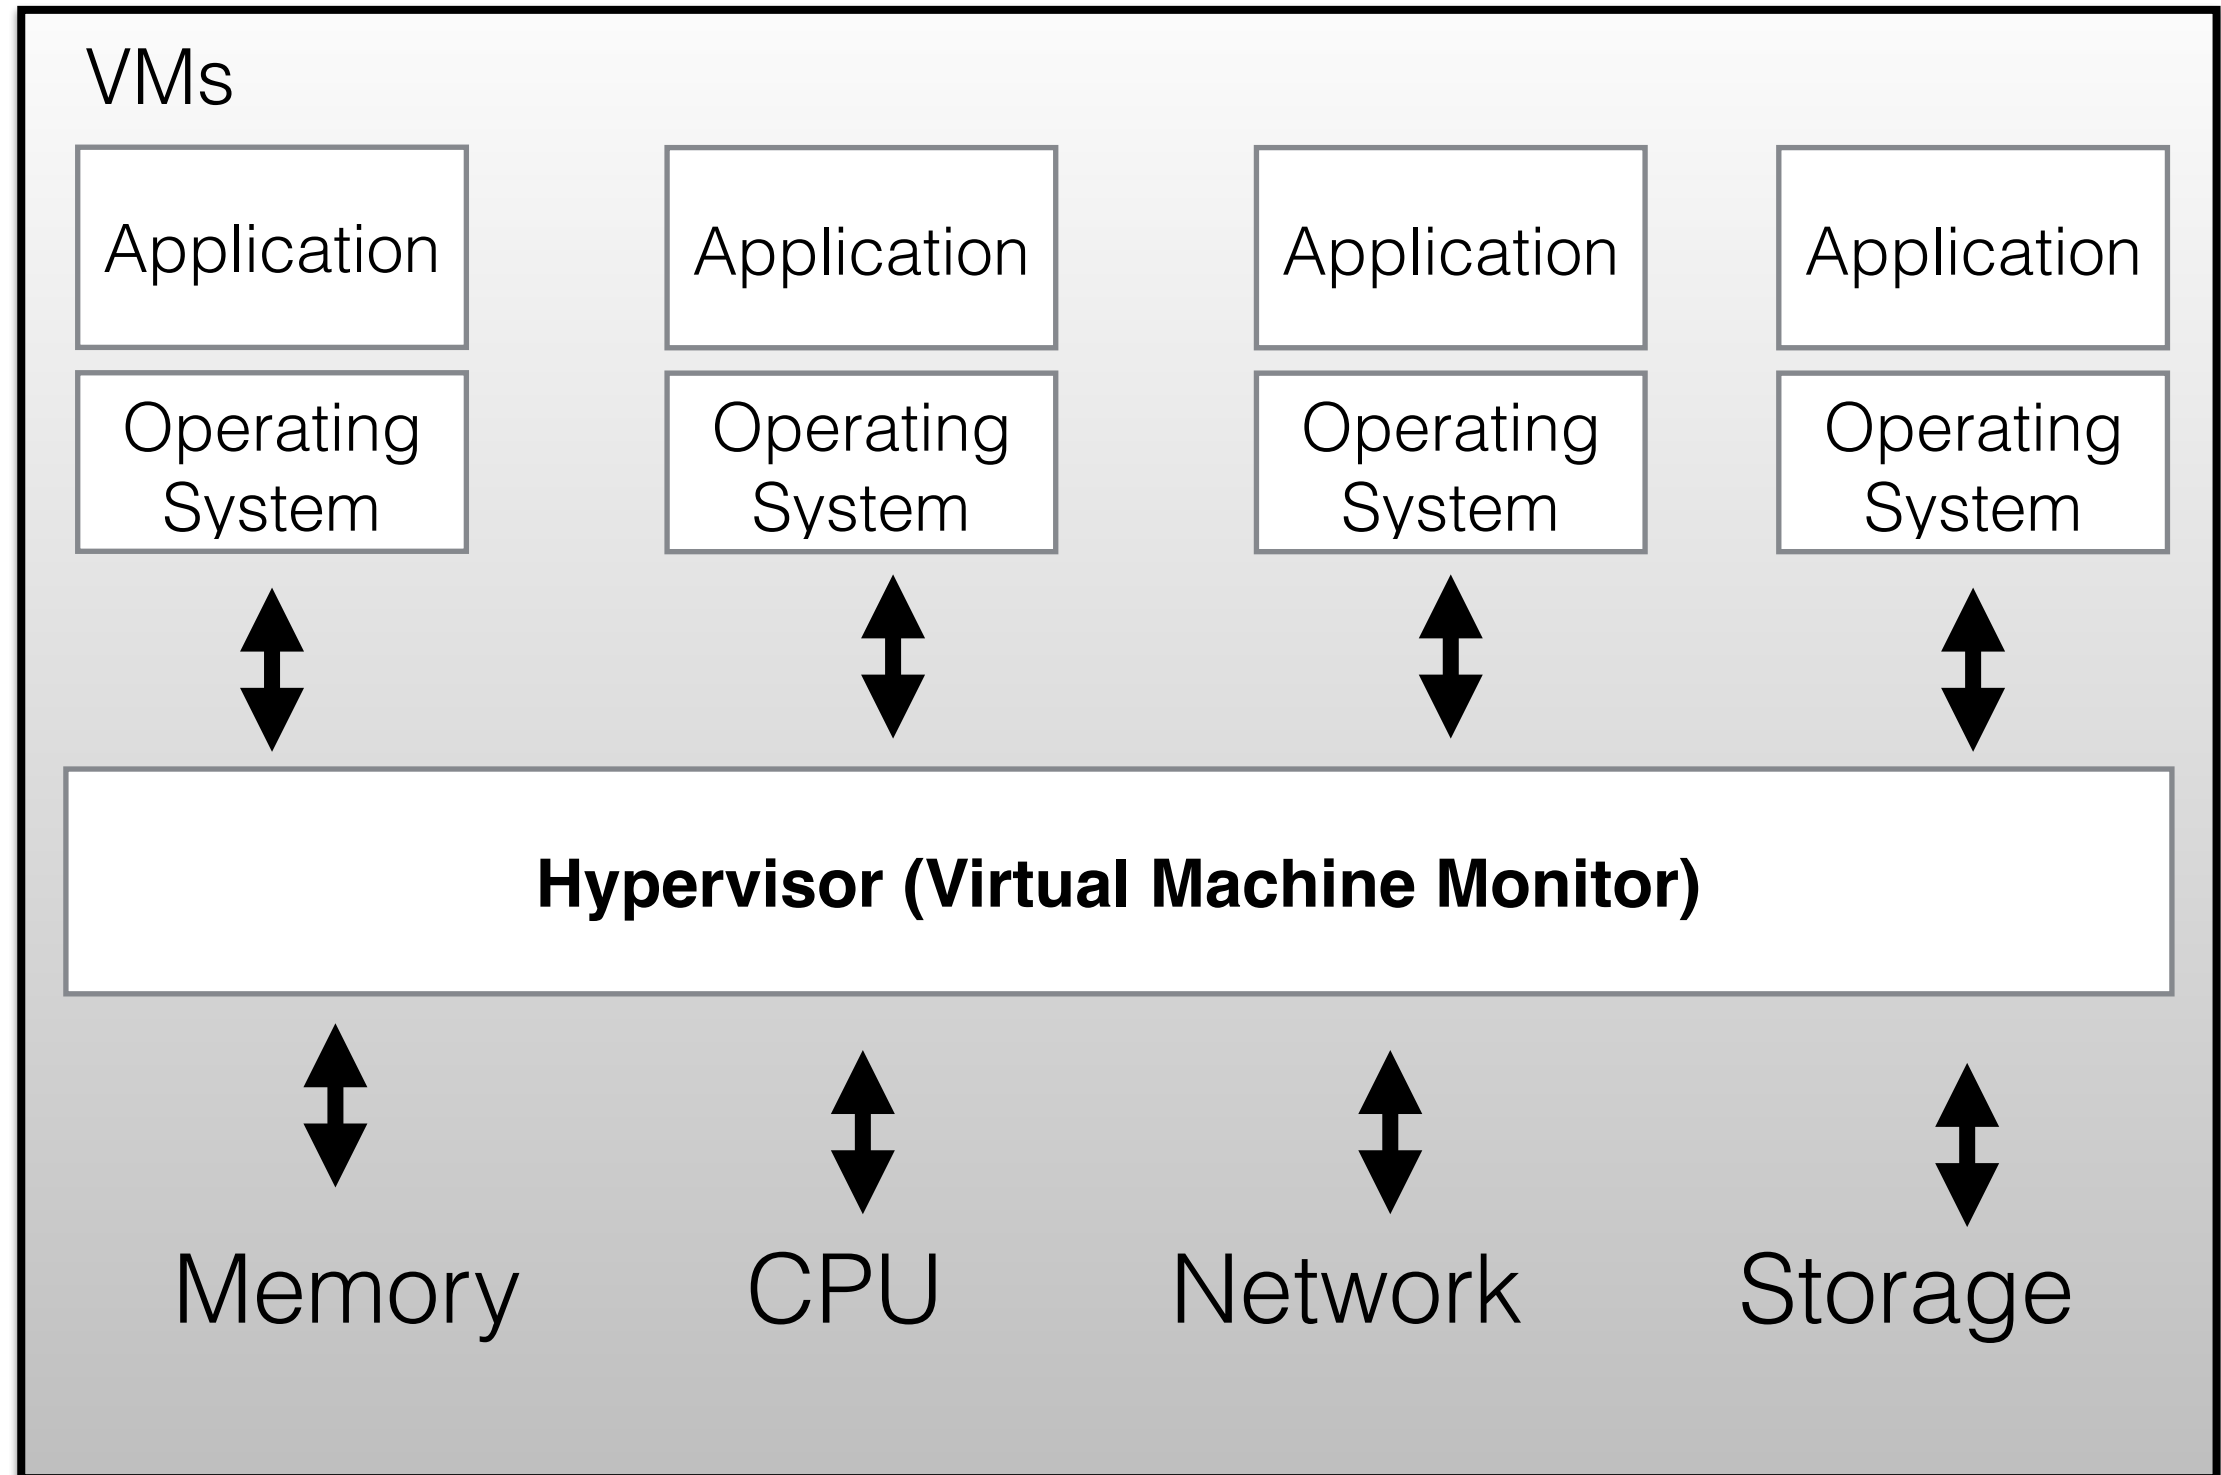 VMs
Application
Application
Application
Application
Operating
System
Operating
System
Operating
System
Operating
System
Hypervisor (Virtual Machine Monitor)
Memory
CPU
Network
Storage